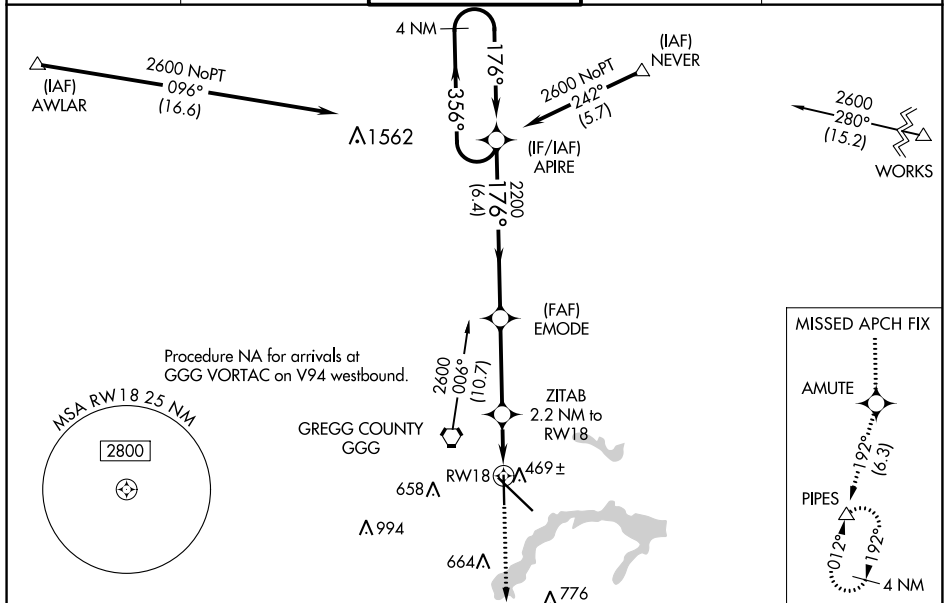 4 NM
176°
356°
(IAF)
AWLAR
2600 NoPT
096°
(16.6)
1562
(IAF)
NEVER
2600 NoPT
242°
(5.7)
(IF/IAF)
APIRE
2600
280°
(15.2)
WORKS
2200
176°
(6.4)
(FAF)
EMODE
Procedure NA for arrivals at
GGG VORTAC on V94 westbound.
2600
006°
(10.7)
GREGG COUNTY
GGG
ZITAB
2.2 NM to
RW18
RW18
469±
658
994
664
776
MSA RW18 25 NM
2800
MISSED APCH FIX
AMUTE
192°
(6.3)
PIPES
012°
192°
4 NM